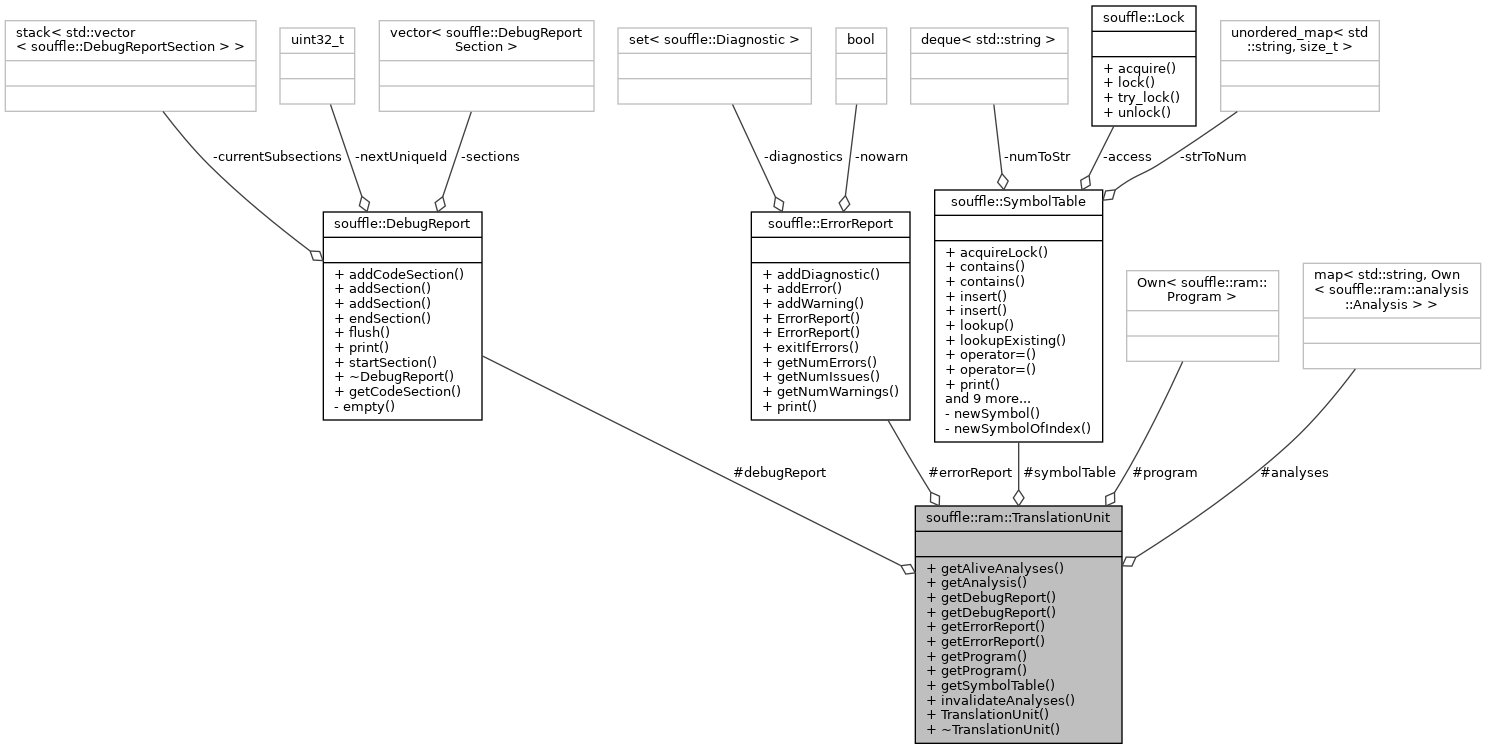 stack< std::vector
< souffle::DebugReportSection > >
uint32_t
vector< souffle::DebugReport
Section >
set< souffle::Diagnostic >
bool
deque< std::string >
souffle::Lock
+ acquire()
+ lock()
+ try_lock()
+ unlock()
unordered_map< std
::string, size_t >
-currentSubsections
-nextUniqueId
-sections
-diagnostics
-nowarn
-numToStr
-access
-strToNum
souffle::DebugReport
+ addCodeSection()
+ addSection()
+ addSection()
+ endSection()
+ flush()
+ print()
+ startSection()
+ ~DebugReport()
+ getCodeSection()
- empty()
souffle::ErrorReport
+ addDiagnostic()
+ addError()
+ addWarning()
+ ErrorReport()
+ ErrorReport()
+ exitIfErrors()
+ getNumErrors()
+ getNumIssues()
+ getNumWarnings()
+ print()
souffle::SymbolTable
+ acquireLock()
+ contains()
+ contains()
+ insert()
+ insert()
+ lookup()
+ lookupExisting()
+ operator=()
+ operator=()
+ print()
and 9 more...
- newSymbol()
- newSymbolOfIndex()
Own< souffle::ram::
Program >
map< std::string, Own
< souffle::ram::analysis
::Analysis > >
#debugReport
#errorReport
#symbolTable
#program
#analyses
souffle::ram::TranslationUnit
+ getAliveAnalyses()
+ getAnalysis()
+ getDebugReport()
+ getDebugReport()
+ getErrorReport()
+ getErrorReport()
+ getProgram()
+ getProgram()
+ getSymbolTable()
+ invalidateAnalyses()
+ TranslationUnit()
+ ~TranslationUnit()